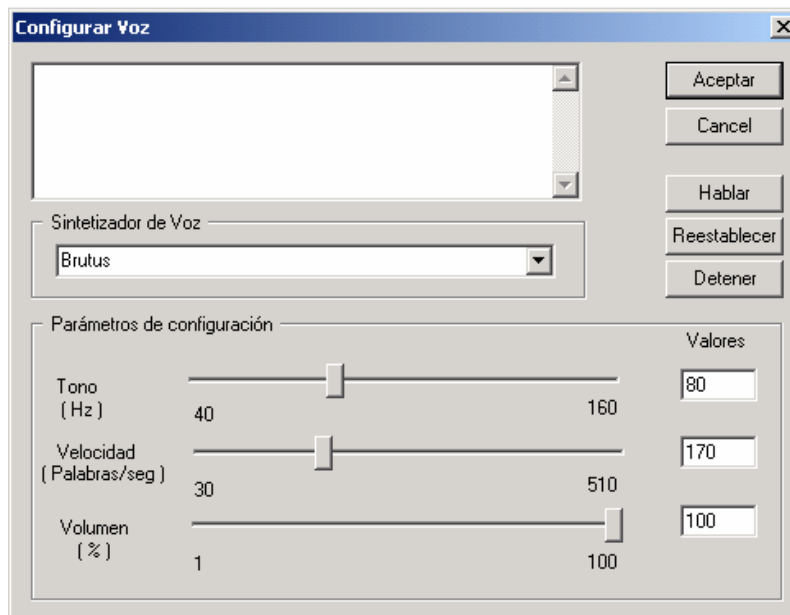 Configurar Voz
Aceptar
Cancel
Hablar
Reestablecer
Detener
Sintetizador de Voz
Brutus
Parámetros de configuración
Valores
Tono
( Hz )
40
160
80
Velocidad
( Palabras/seg )
30
510
170
Volumen
( % )
1
100
100